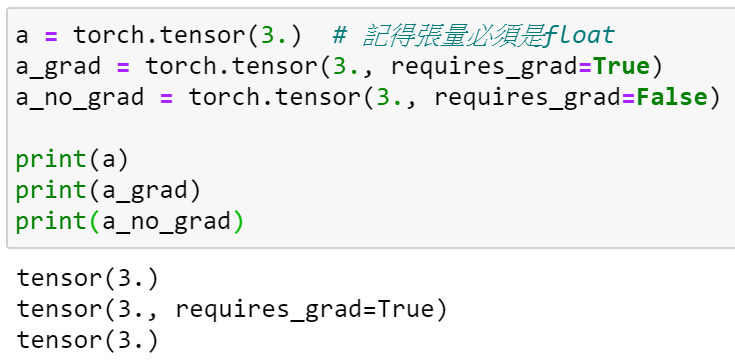 a = torch.tensor(3.)  # 記得張量必須是float
a_grad = torch.tensor(3., requires_grad=True)
a_no_grad = torch.tensor(3., requires_grad=False)
print(a)
print(a_grad)
print(a_no_grad)
tensor(3.)
tensor(3., requires_grad=True)
tensor(3.)